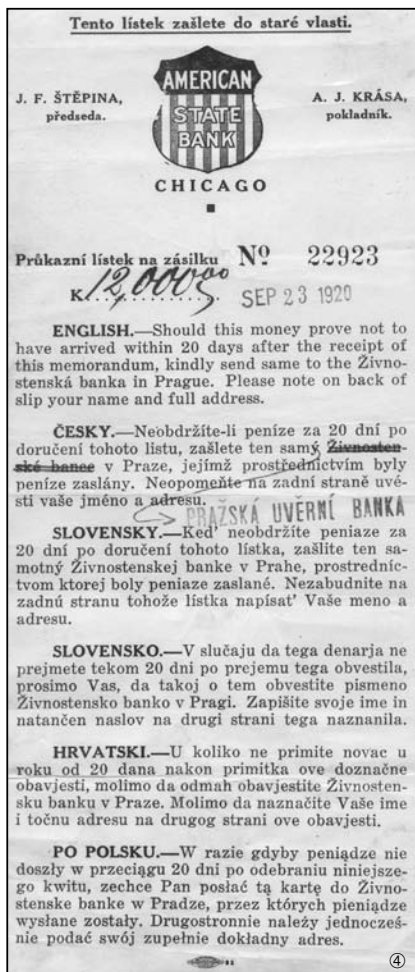 Tento lístek zašlete do staré vlasti.
J. F. ŠTĚPINA,
předseda.
AMERICAN
STATE
BANK
A. J. KRÁSA,
pokladník.
CHICAGO
Průkazní lístek na zásilku Nº 22923
K 12,000 00
SEP 23 1920
ENGLISH.—Should this money prove not to
have arrived within 20 days after the receipt of
this memorandum, kindly send same to the Živno-
stenská banka in Prague. Please note on back of
slip your name and full address.
ČESKY.—Neobdržíte-li peníze za 20 dní po
doručení tohoto listu, zašlete ten samý Živnosten-
ské bance v Praze, jejímž prostřednictvím byly
peníze zaslány. Neopomeňte na zadní straně uvé-
sti vaše jméno a adresu.
PRAŽSKÁ UVĚRNÍ BANKA
SLOVENSKY.—Keď neobdržíte peniaze za
20 dní po doručení tohoto lístka, zašlite ten sa-
motný Živnostenskej banke v Prahe, prostredníc-
tvom ktorej boly peniaze zaslané. Nezabudnite na
zadnú stranu tohože lístka napísať Vaše meno a
adresu.
SLOVENSKO.—V slučaju da tega denarja ne
prejmete tekom 20 dni po prejemu tega obvestila,
prosimo Vas, da takoj o tem obvestite pismeno
Živnostensko banko v Pragi. Zapišite svoje ime in
natančen naslov na drugi strani tega naznanila.
HRVATSKI.—U koliko ne primite novac u
roku od 20 dana nakon primitka ove doznačne
obavjesti, molimo da odmah obavjestite Živnosten-
sku banku v Praze. Molimo da naznačite Vaše ime
i točnu adresu na drugog strani ove obavjesti.
PO POLSKU.—W razie gdyby peniądze nie
doszły w przeciągu 20 dni po odebraniu niniejsze-
go kwitu, zechce Pan posłać tą kartę do Živno-
stenske banke w Pradze, przez których pieniądze
wysłane zostały. Drugostronnie należy jednocześ-
nie podać swój zupełnie dokładny adres.
④